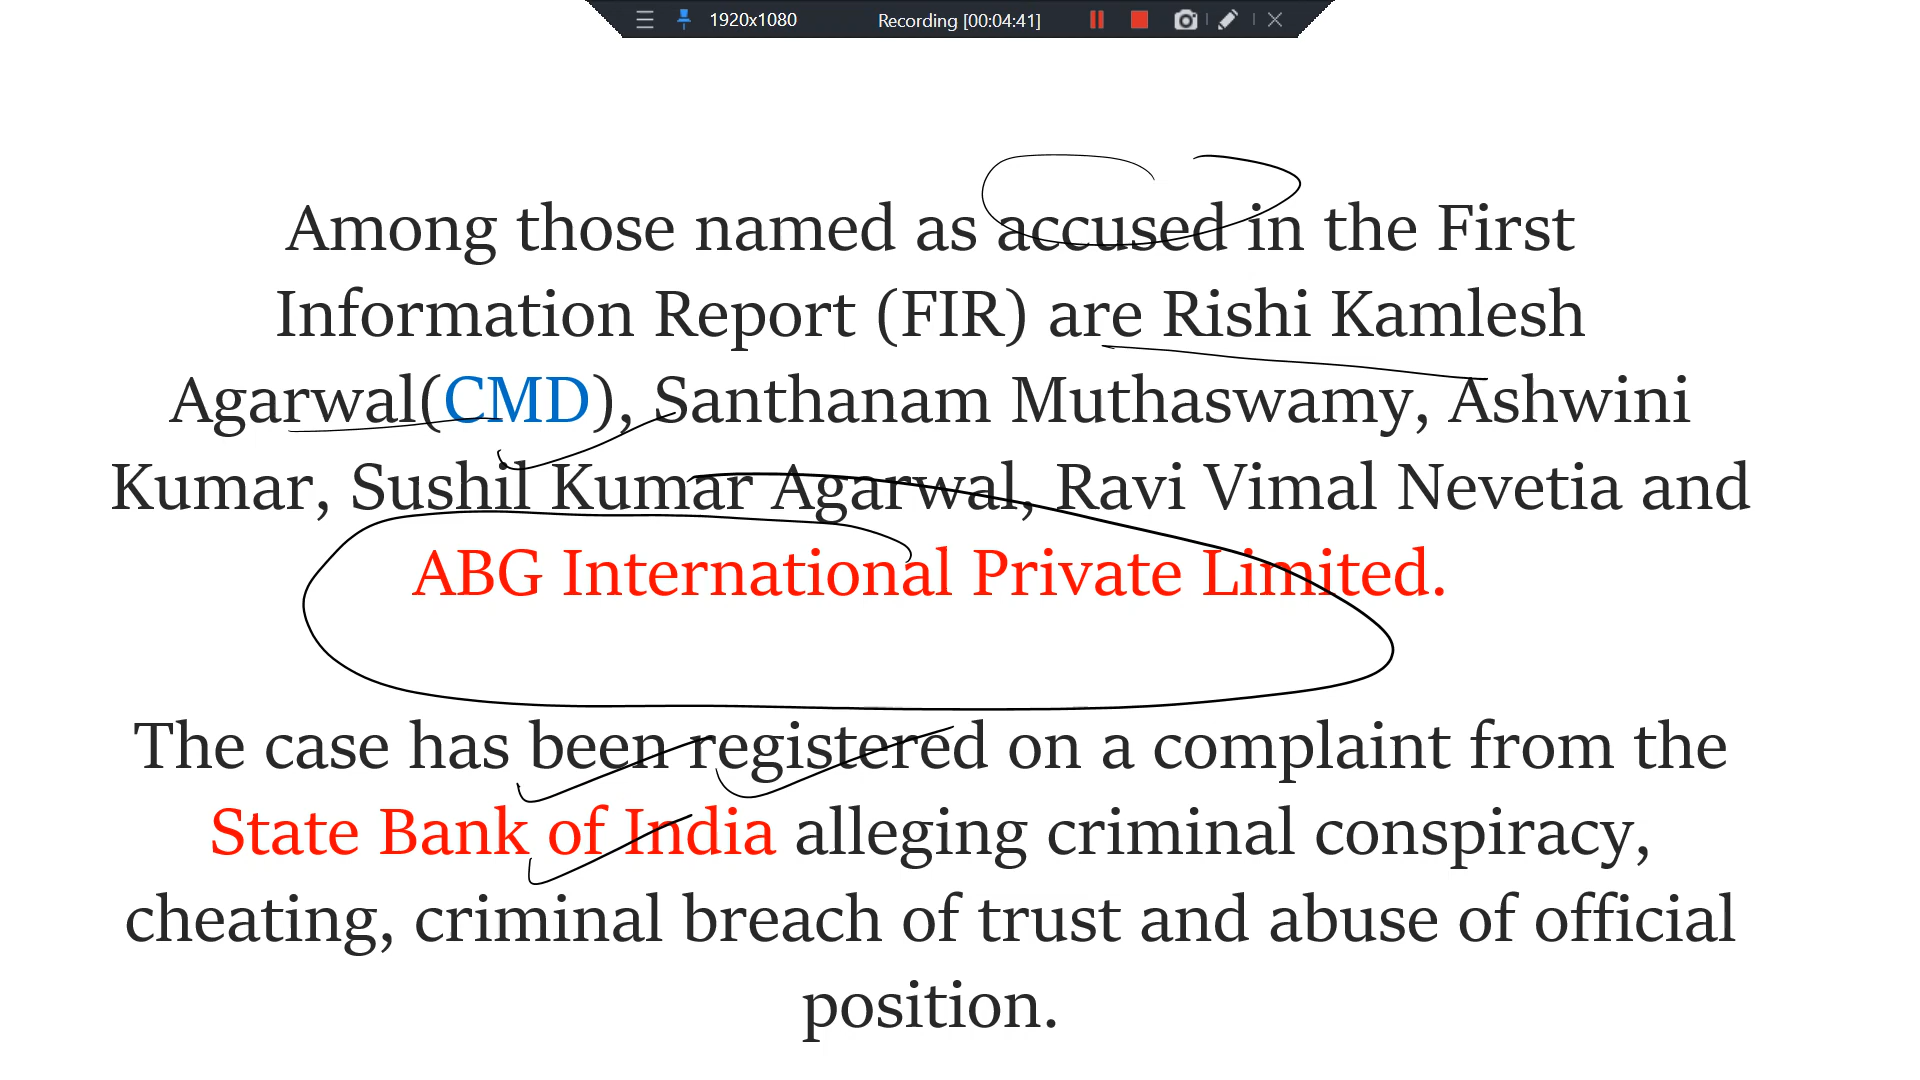 1920x1080 Recording [00:04:41]
Among those named as accused in the First
Information Report (FIR) are Rishi Kamlesh
Agarwal(CMD), Santhanam Muthaswamy, Ashwini
Kumar, Sushil Kumar Agarwal, Ravi Vimal Nevetia and
ABG International Private Limited.
The case has been registered on a complaint from the
State Bank of India alleging criminal conspiracy,
cheating, criminal breach of trust and abuse of official
position.